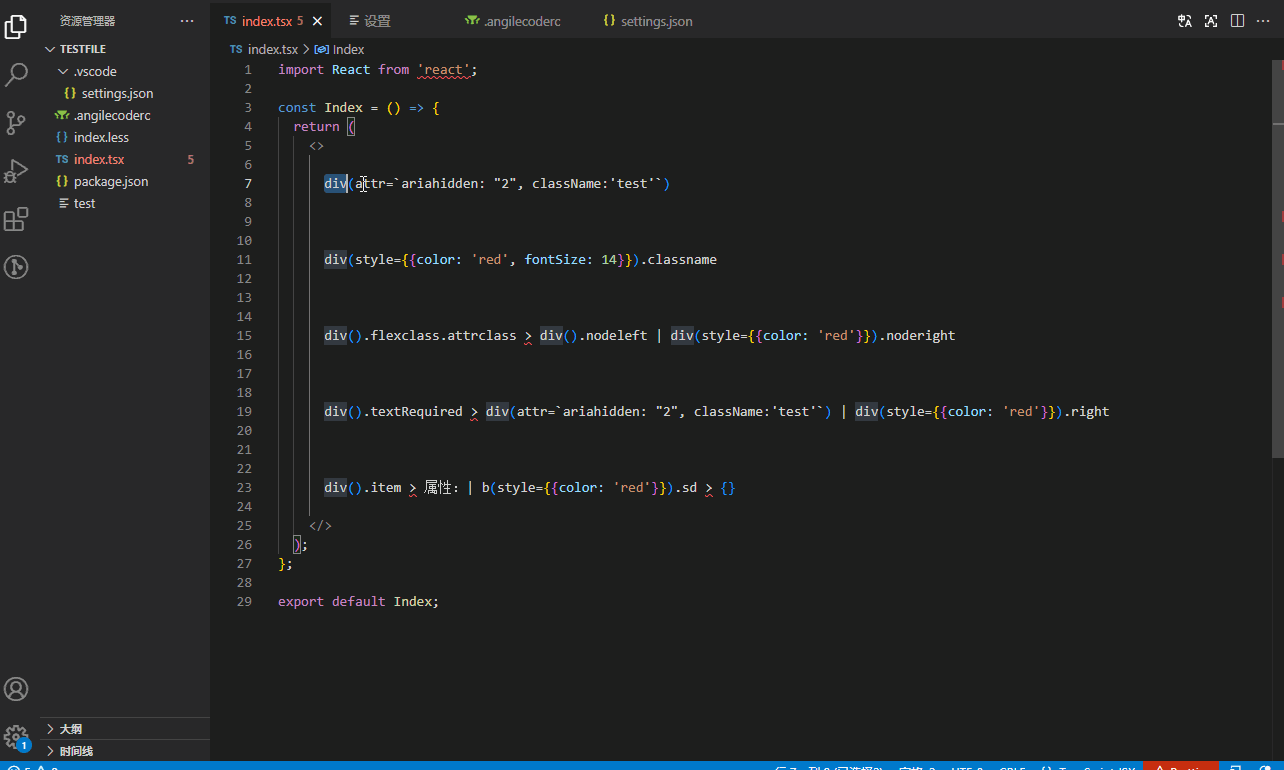 资源管理器 ···
TESTFILE
.vscode
{} settings.json
.angilecoderc
{} index.less
TS index.tsx 5
{} package.json
test
大纲
时间线
1
TS index.tsx 5 ×
设置
.angilecoderc
{} settings.json
···
TS index.tsx > Index
1 import React from 'react';
2
3 const Index = () => {
4 return (
5 <>
6
7 div(attr=`ariahidden: "2", className:'test'`)
8
9
10
11 div(style={{color: 'red', fontSize: 14}}).classname
12
13
14
15 div().flexclass.attrclass > div().nodeleft | div(style={{color: 'red'}}).noderight
16
17
18
19 div().textRequired > div(attr=`ariahidden: "2", className:'test'`) | div(style={{color: 'red'}}).right
20
21
22
23 div().item > 属性: | b(style={{color: 'red'}}).sd > {}
24
25 </>
26 );
27 };
28
29 export default Index;